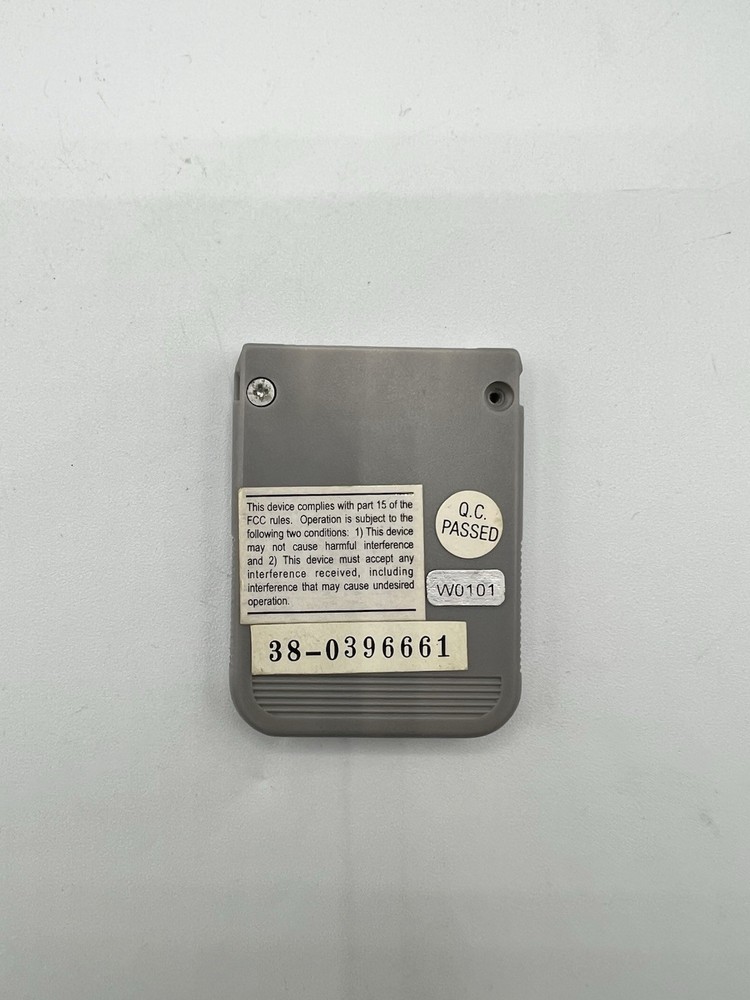 This device complies with part 15 of the
FCC rules. Operation is subject to the
following two conditions: 1) This device
may not cause harmful interference
and 2) This device must accept any
interference received, including
interference that may cause undesired
operation.
Q.C.
PASSED
W0101
38-0396661